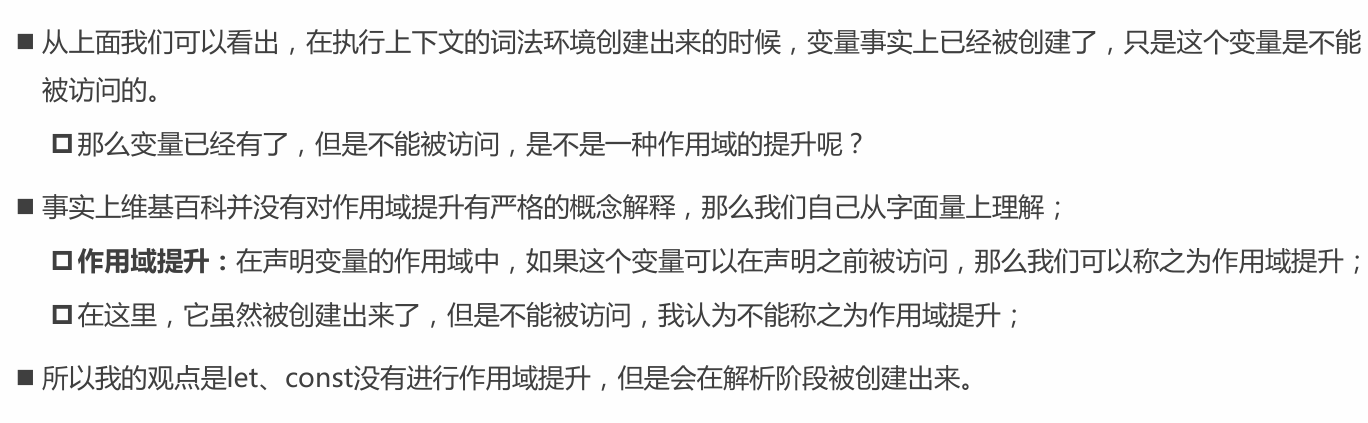 ■ 从上面我们可以看出，在执行上下文的词法环境创建出来的时候，变量事实上已经被创建了，只是这个变量是不能
被访问的。
那么变量已经有了，但是不能被访问，是不是一种作用域的提升呢？
■ 事实上维基百科并没有对作用域提升有严格的概念解释，那么我们自己从字面量上理解；
作用域提升：在声明变量的作用域中，如果这个变量可以在声明之前被访问，那么我们可以称之为作用域提升；
在这里，它虽然被创建出来了，但是不能被访问，我认为不能称之为作用域提升；
■ 所以我的观点是let、const没有进行作用域提升，但是会在解析阶段被创建出来。